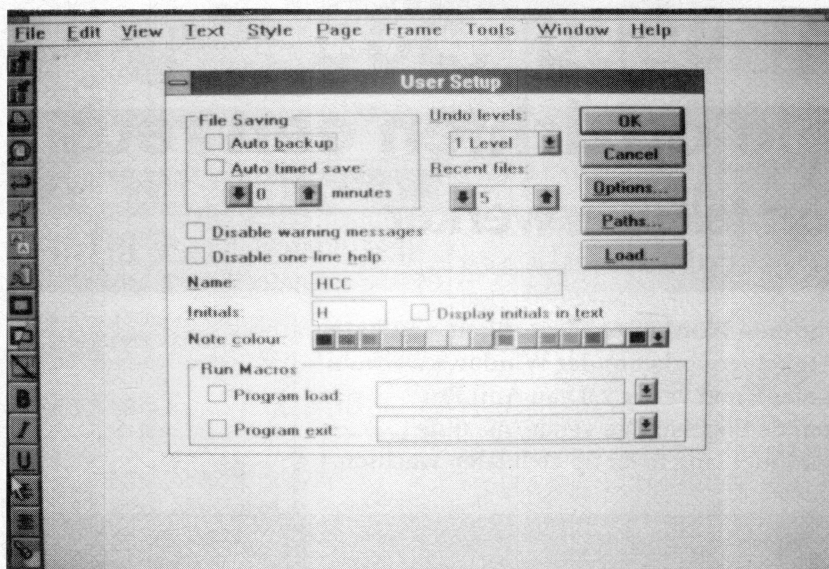 File Edit View Text Style Page Frame Tools Window Help
User Setup
File Saving
Auto backup
Auto timed save:
0 minutes
Undo levels:
1 Level
Recent files:
5
OK
Cancel
Options...
Paths...
Load...
Disable warning messages
Disable one-line help
Name: HCC
Initials: H Display initials in text
Note colour:
Run Macros
Program load:
Program exit:
B
I
U